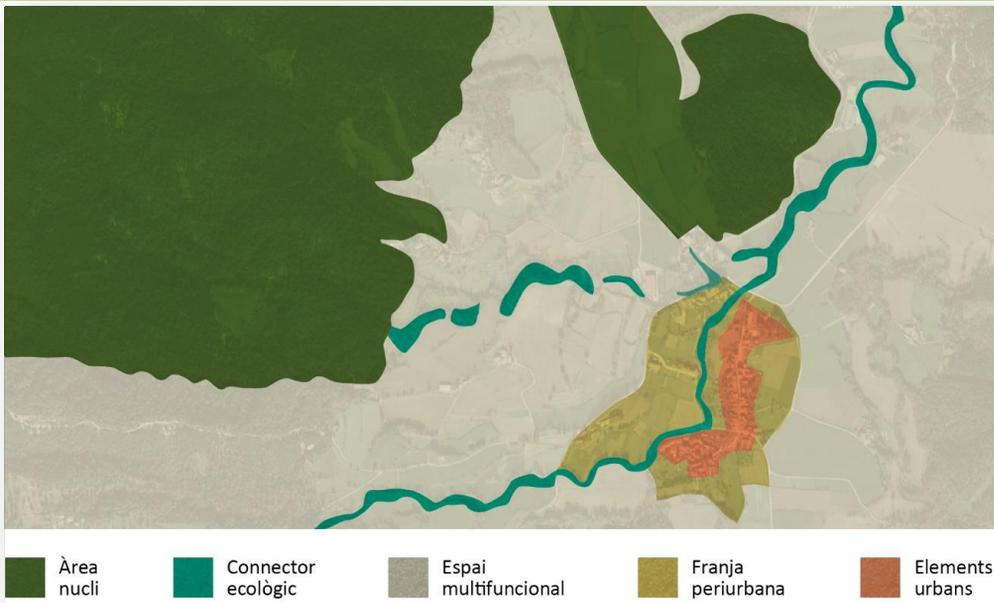 Àrea
nucli
Connector
ecològic
Espai
multifuncional
Franja
periurbana
Elements
urbans